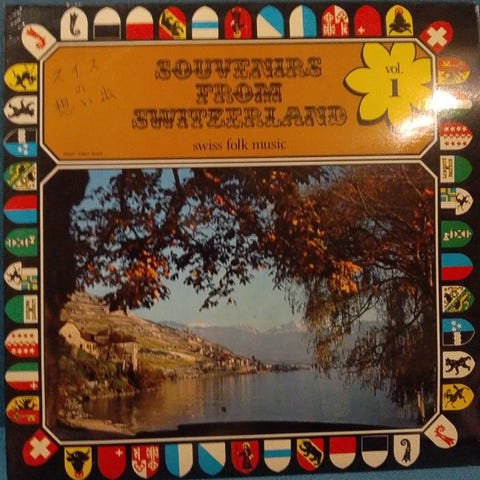 スイス
の
想い出
SOUVENIRS
FROM
SWITZERLAND
vol.
1
swiss folk music